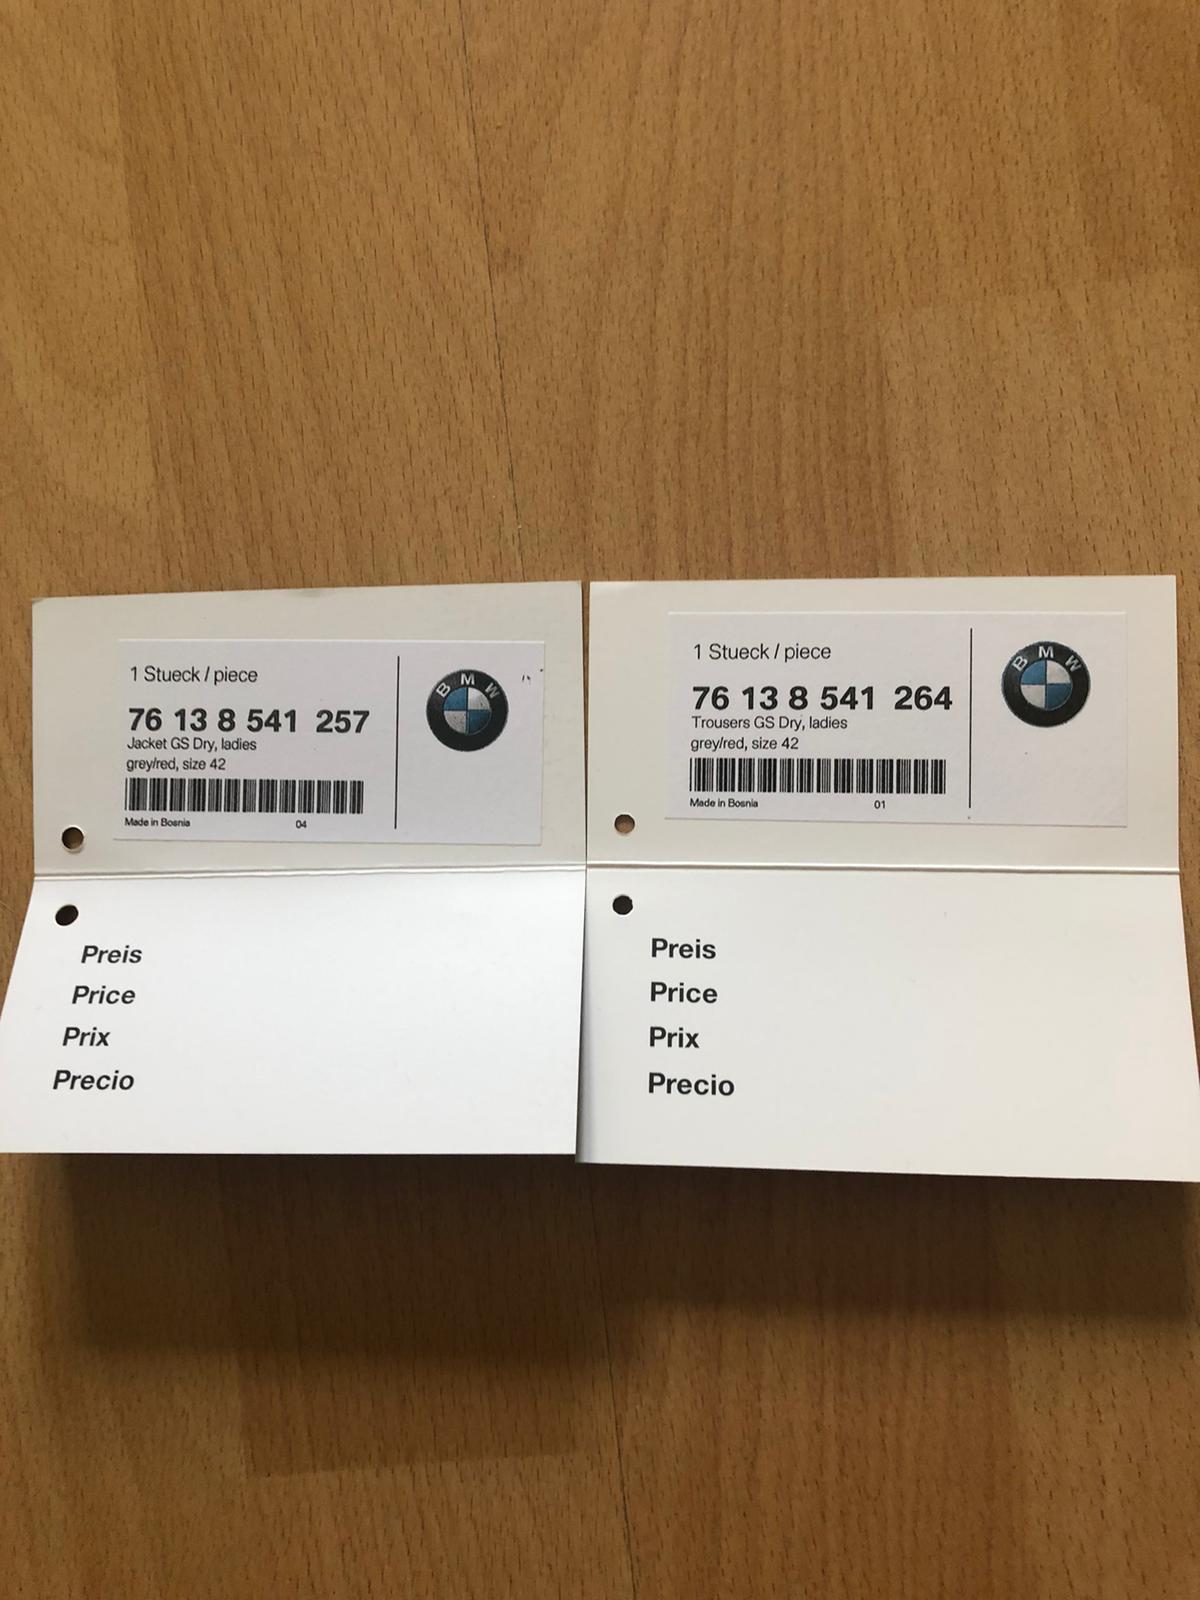 1 Stueck / piece
76 13 8 541 257
Jacket GS Dry, ladies
grey/red, size 42
Made in Bosnia 04
BMW
Preis
Price
Prix
Precio
1 Stueck / piece
76 13 8 541 264
Trousers GS Dry, ladies
grey/red, size 42
Made in Bosnia 01
BMW
Preis
Price
Prix
Precio